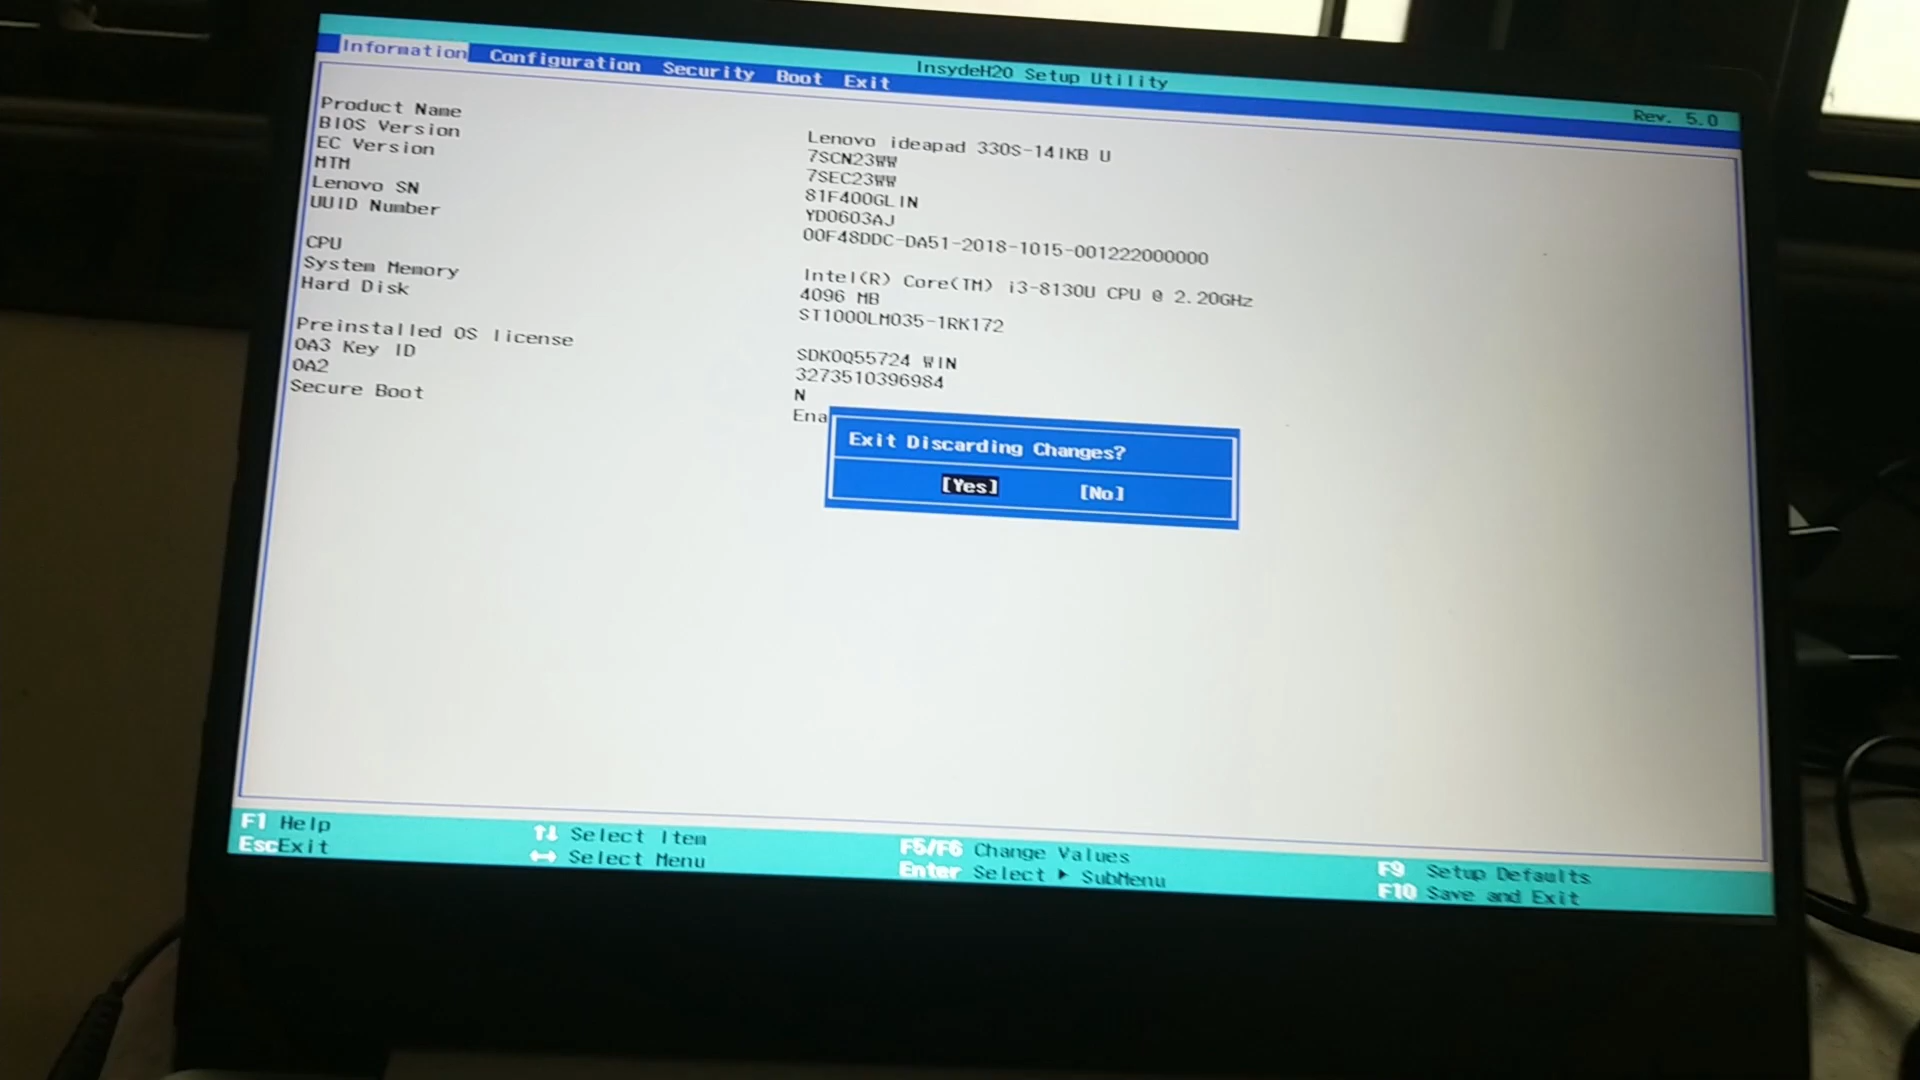 InsydeH20 Setup Utility
Rev. 5.0
Information Configuration Security Boot Exit
Product Name Lenovo ideapad 330S-14IKB U
BIOS Version 7SCN23WW
EC Version 7SEC23WW
MTM 81F400GLIN
Lenovo SN YD0603AJ
UUID Number 00F48DDC-DA51-2018-1015-001222000000
CPU Intel(R) Core(TM) i3-8130U CPU @ 2.20GHz
System Memory 4096 MB
Hard Disk ST1000LM035-1RK172
Preinstalled OS license SDK0Q55724 WIN
OA3 Key ID 3273510396984
OA2 N
Secure Boot Ena
Exit Discarding Changes?
[Yes] [No]
F1 Help ↑↓ Select Item F5/F6 Change Values F9 Setup Defaults
Esc Exit ↔ Select Menu Enter Select ▶ SubMenu F10 Save and Exit